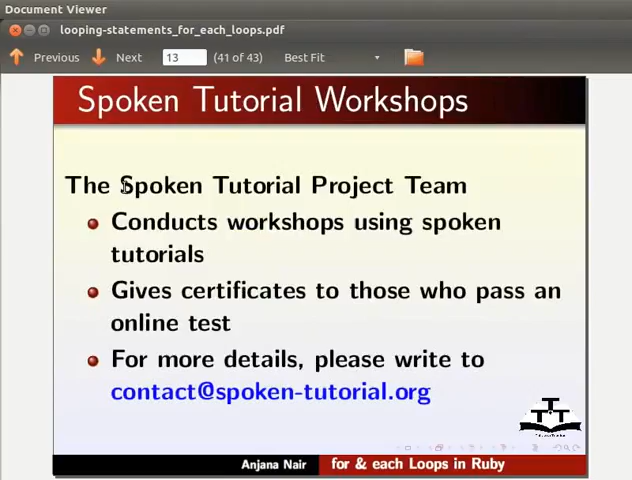 Document Viewer
looping-statements_for_each_loops.pdf
Previous Next 13 (41 of 43) Best Fit
Spoken Tutorial Workshops
The Spoken Tutorial Project Team
Conducts workshops using spoken
tutorials
Gives certificates to those who pass an
online test
For more details, please write to
contact@spoken-tutorial.org
Anjana Nair for & each Loops in Ruby